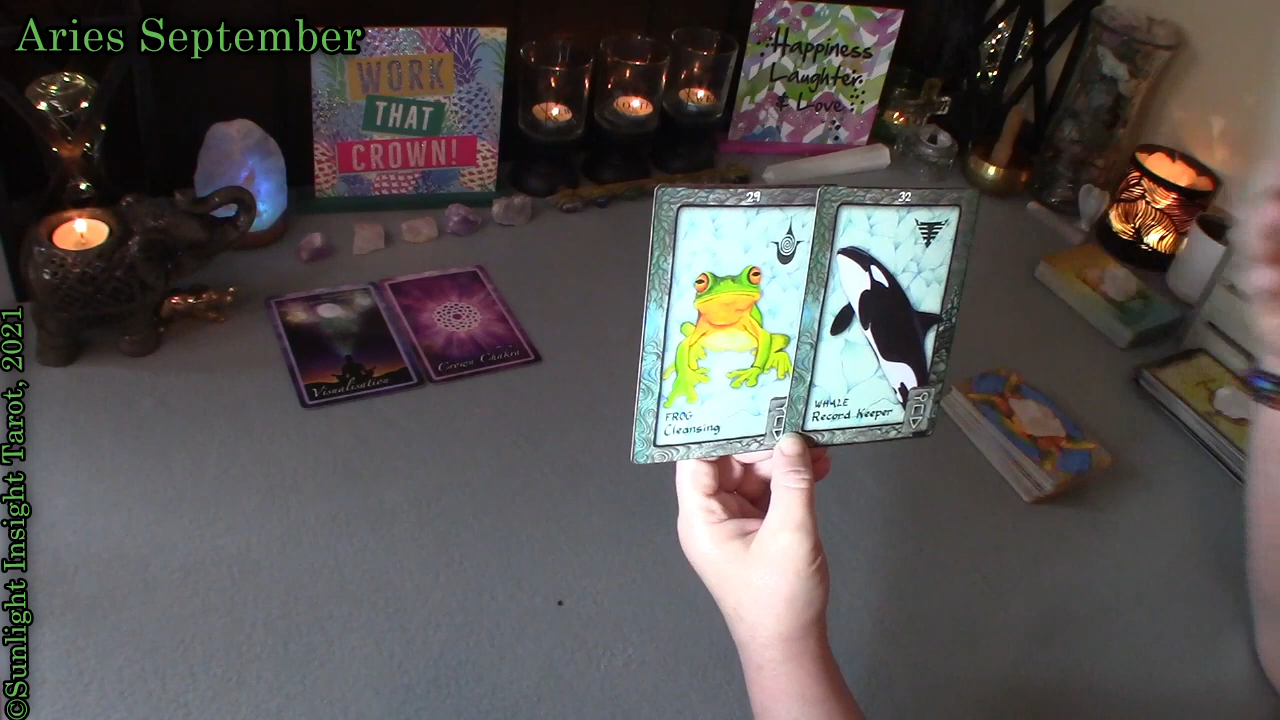 Aries September
WORK
THAT
CROWN!
Happiness
Laughter
& Love
29
32
FROG
Cleansing
WHALE
Record Keeper
Visualisation
Crown Chakra
©Sunlight Insight Tarot, 2021